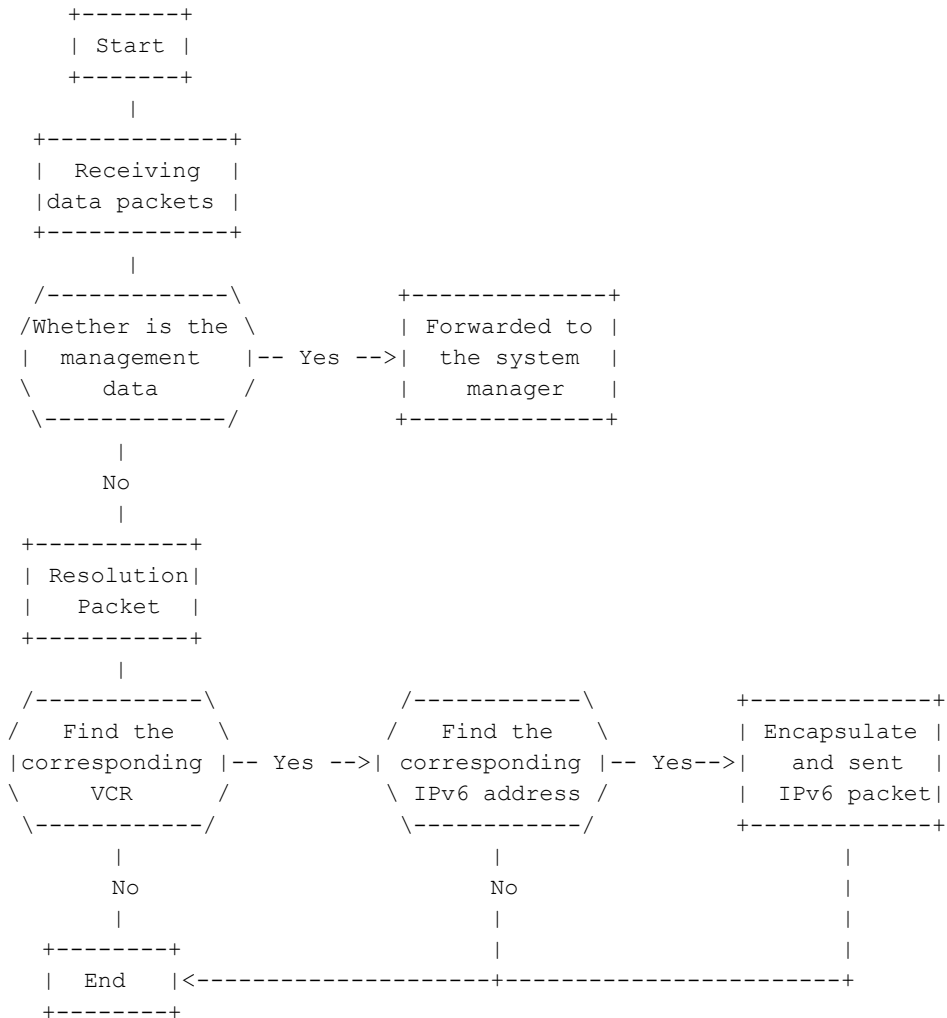 Start
Receiving
data packets
Whether is the
management
data
-- Yes -->
Forwarded to
the system
manager
No
Resolution
Packet
Find the
corresponding
VCR
-- Yes -->
Find the
corresponding
IPv6 address
-- Yes-->
Encapsulate
and sent
IPv6 packet
No
No
End